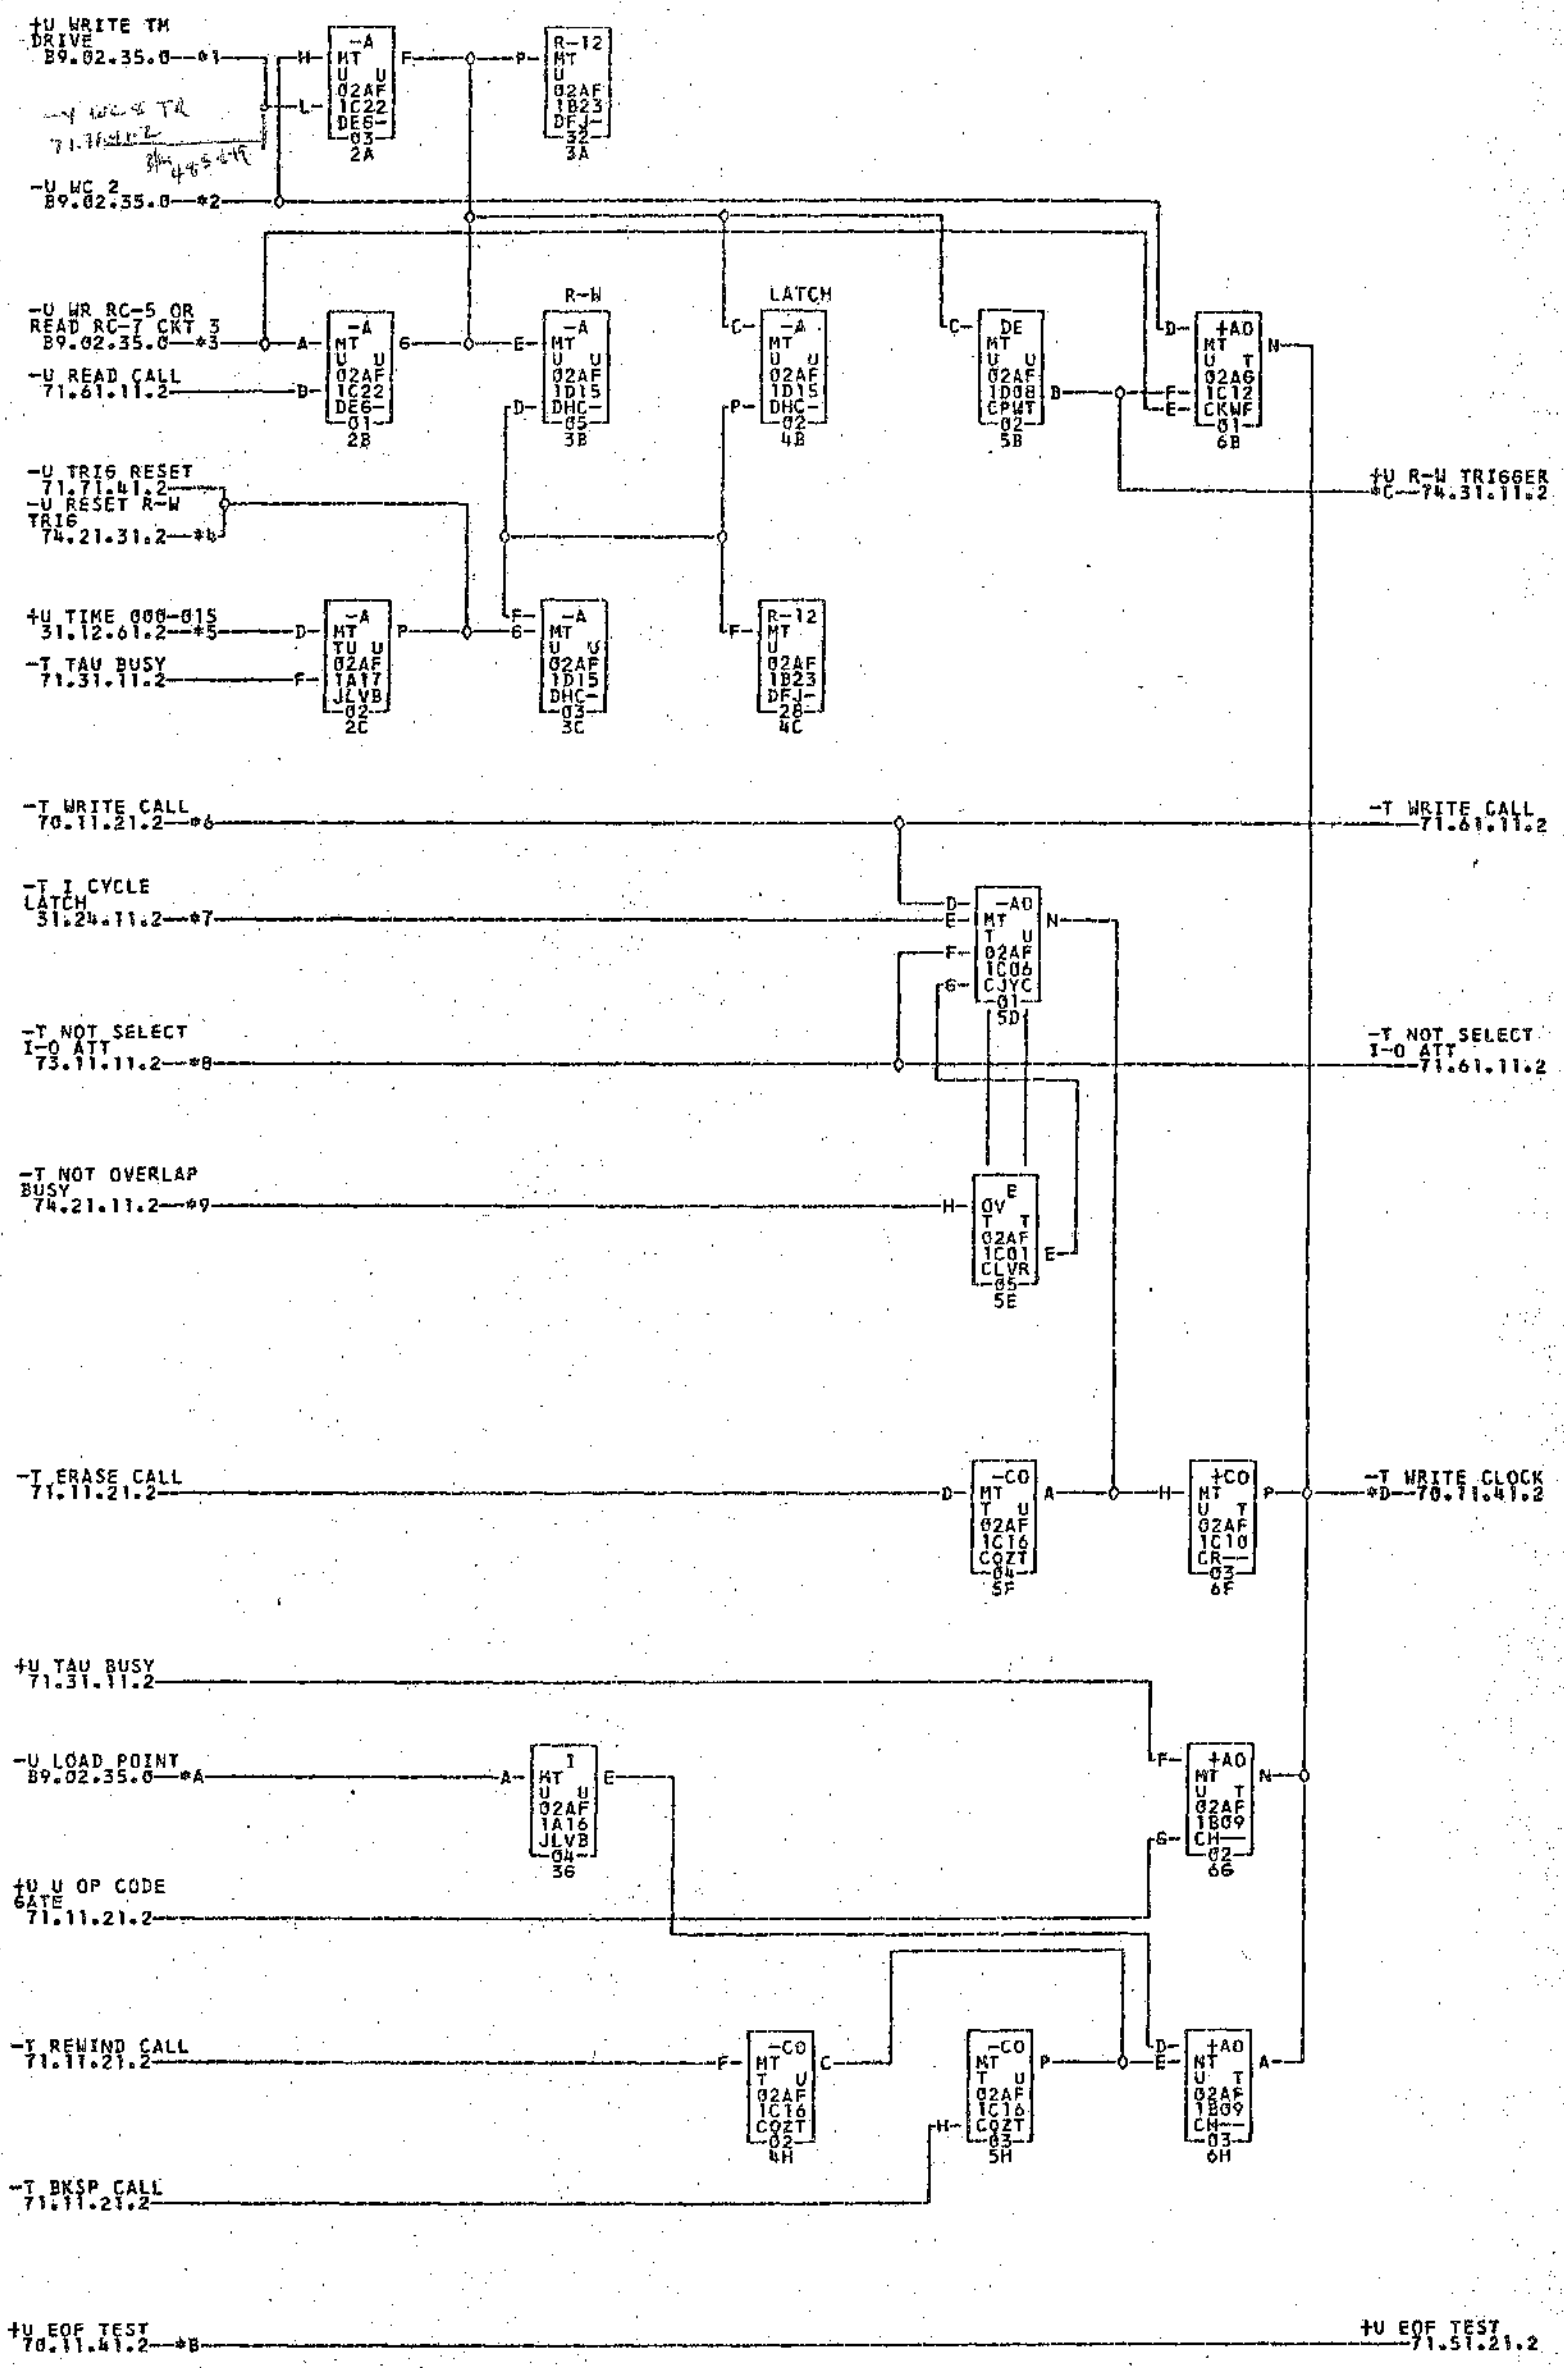 +U WRITE TM
DRIVE
B9.02.35.0--*1
71.71.41.2
-U WC 2
B9.02.35.0--*2
H-
L-
-A
MT
U U
02AF
1C22
DEG-
-03-
2A
F
P-
R-12
MT
U
02AF
1B23
DFJ-
-32-
3A
-U WR RC-5 OR
READ RC-7 CKT 3
B9.02.35.0--*3
-U READ CALL
71.61.11.2
A-
B-
-A
MT
U U
02AF
1C22
DEG-
-01-
2B
G
R-W
E-
D-
-A
MT
U U
02AF
1D15
DHC-
-05-
3B
LATCH
C-
P-
-A
MT
U U
02AF
1D15
DHC-
-02-
4B
C-
DE
MT
U U
02AF
1D08
CPWT
-02-
5B
B
D-
F-
E-
+AO
MT
U T
02AG
1C12
CKWF
-01-
6B
N
+U R-W TRIGGER
*C--74.31.11.2
-U TRIG RESET
71.71.41.2
-U RESET R-W
TRIG
74.21.31.2--*4
+U TIME 000-015
31.12.61.2--*5
-T TAU BUSY
71.31.11.2
D-
F-
-A
MT
TU U
02AF
1A17
JLVB
-02-
2C
P
F-
G-
-A
MT
U U
02AF
1D15
DHC-
-03-
3C
F-
R-12
MT
U
02AF
1B23
DFJ-
-28-
4C
-T WRITE CALL
70.11.21.2--*6
-T WRITE CALL
71.61.11.2
-T I CYCLE
LATCH
31.24.11.2--*7
D-
E-
F-
G-
-AO
MT
T U
02AF
1C06
CJYC
-01-
5D
N
-T NOT SELECT
I-O ATT
73.11.11.2--*8
-T NOT SELECT
I-O ATT
71.61.11.2
-T NOT OVERLAP
BUSY
74.21.11.2--*9
H-
E
OV
T T
02AF
1C01
CLVR
-05-
5E
E
-T ERASE CALL
71.11.21.2
D-
-CO
MT
T U
02AF
1C16
CQZT
-04-
5F
A
H-
+CO
MT
U T
02AF
1C10
CR--
-03-
6F
P
-T WRITE CLOCK
*D--70.71.41.2
+U TAU BUSY
71.31.11.2
-U LOAD POINT
B9.02.35.0--*A
A-
I
MT
U U
02AF
1A16
JLVB
-04-
3G
E
F-
G-
+AO
MT
U T
02AF
1B09
CH--
-02-
6G
N
+U U OP CODE
GATE
71.11.21.2
-T REWIND CALL
71.11.21.2
F-
-CO
MT
T U
02AF
1C16
CQZT
-02-
4H
C
H-
-CO
MT
T U
02AF
1C16
CQZT
-03-
5H
P
D-
E-
+AO
MT
U T
02AF
1B09
CH--
-03-
6H
A
-T BKSP CALL
71.11.21.2
+U EOF TEST
70.11.41.2--*B
+U EOF TEST
71.51.21.2